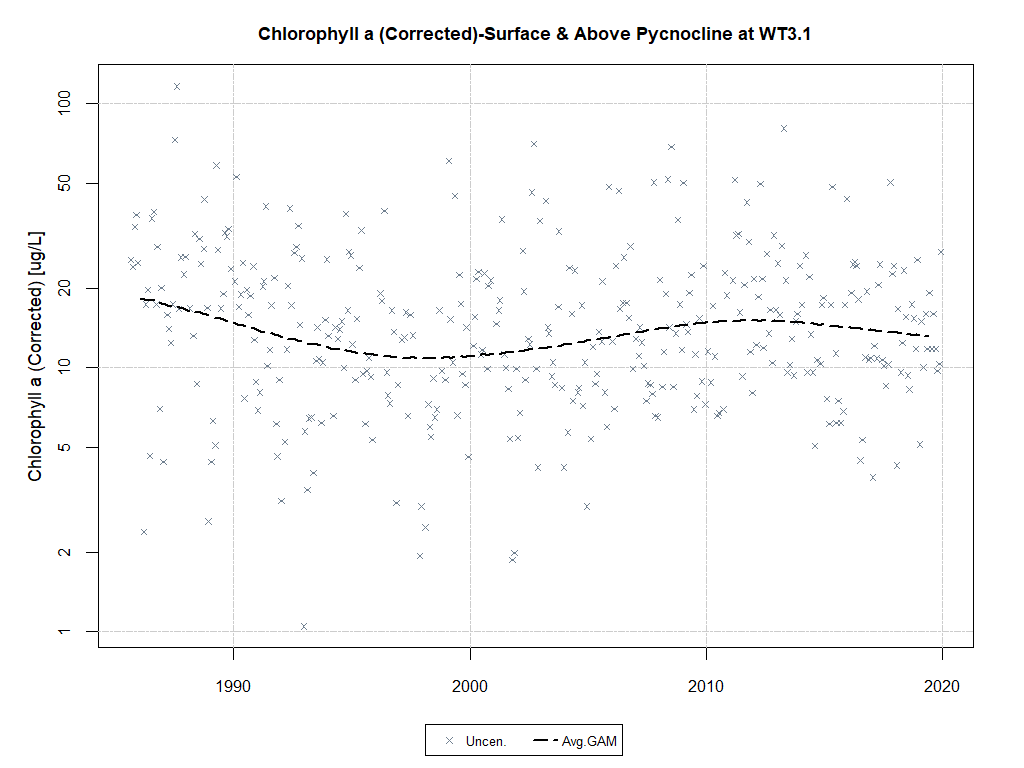 Chlorophyll a (Corrected)-Surface & Above Pycnocline at WT3.1
Chlorophyll a (Corrected) [ug/L]
100
50
20
10
5
2
1
1990 2000 2010 2020
Uncen. Avg.GAM